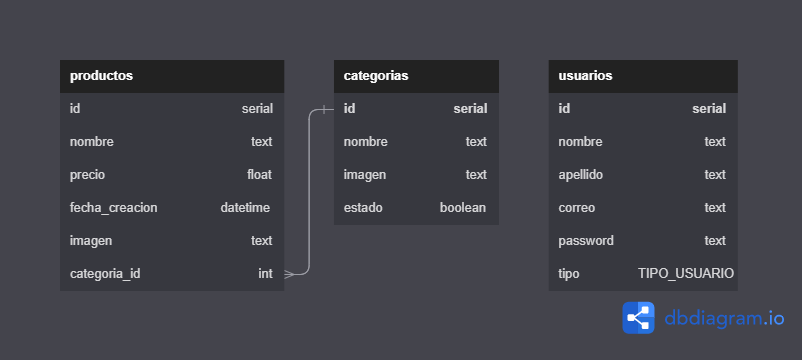 productos
id serial
nombre text
precio float
fecha_creacion datetime
imagen text
categoria_id int
categorias
id serial
nombre text
imagen text
estado boolean
usuarios
id serial
nombre text
apellido text
correo text
password text
tipo TIPO_USUARIO
dbdiagram.io